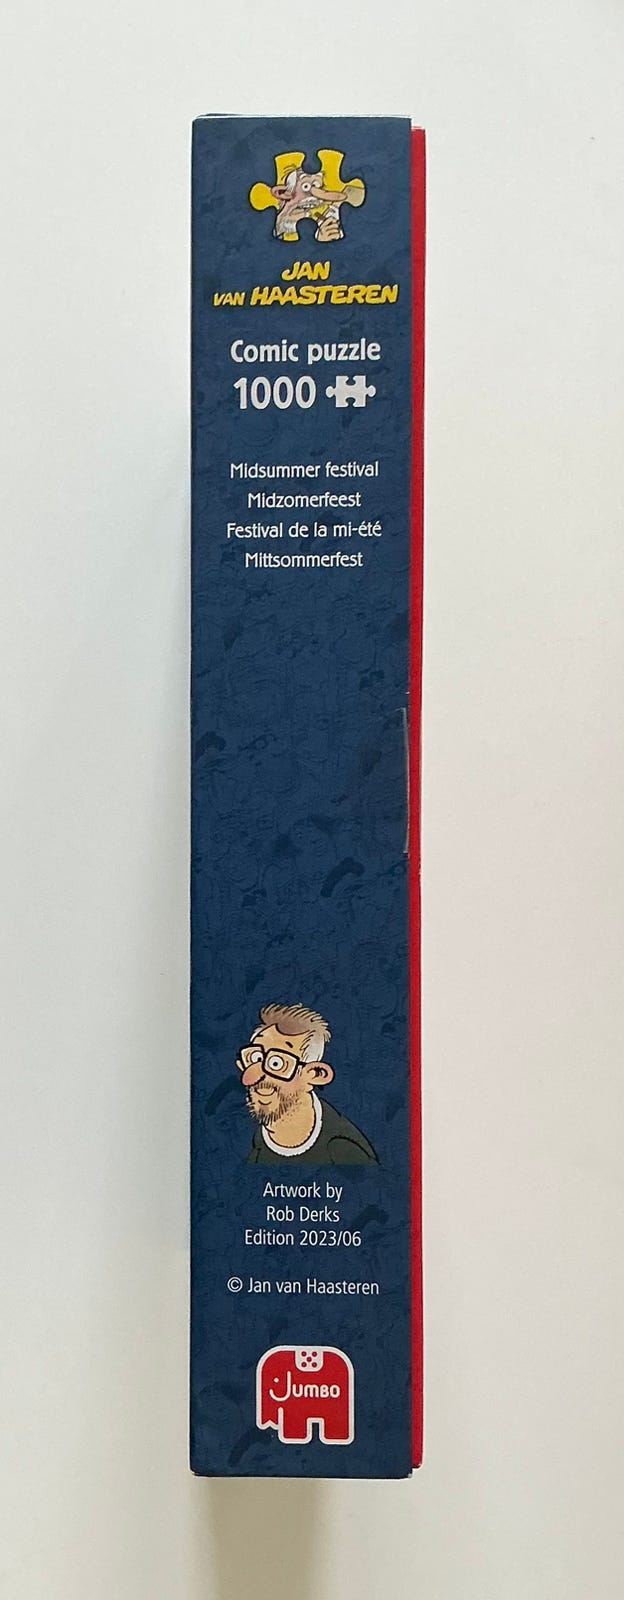 JAN
VAN HAASTEREN
Comic puzzle
1000
Midsummer festival
Midzomerfeest
Festival de la mi-été
Mittsommerfest
Artwork by
Rob Derks
Edition 2023/06
© Jan van Haasteren
JUMBO